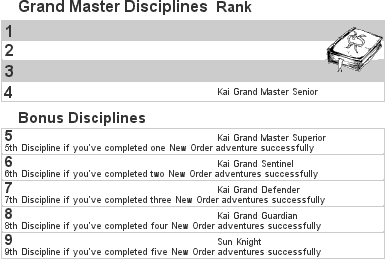 Grand Master Disciplines Rank
1
2
3
4 Kai Grand Master Senior
Bonus Disciplines
5 Kai Grand Master Superior
5th Discipline if you've completed one New Order adventure successfully
6 Kai Grand Sentinel
6th Discipline if you've completed two New Order adventures successfully
7 Kai Grand Defender
7th Discipline if you've completed three New Order adventures successfully
8 Kai Grand Guardian
8th Discipline if you've completed four New Order adventures successfully
9 Sun Knight
9th Discipline if you've completed five New Order adventures successfully